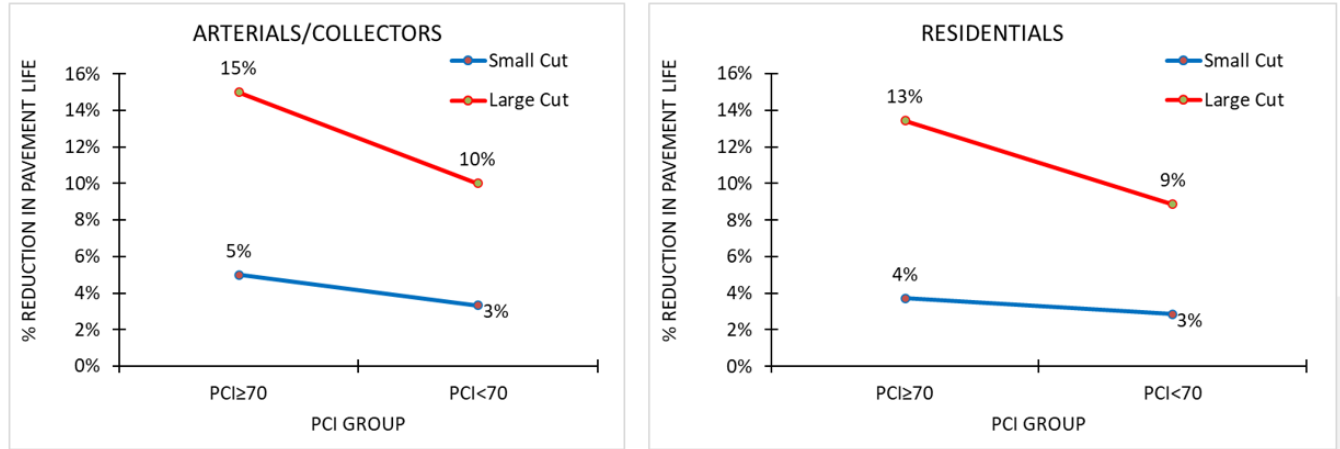 ARTERIALS/COLLECTORS
Small Cut
Large Cut
% REDUCTION IN PAVEMENT LIFE
16%
14%
12%
10%
8%
6%
4%
2%
0%
15%
10%
5%
3%
PCI≥70
PCI<70
PCI GROUP
RESIDENTIALS
Small Cut
Large Cut
% REDUCTION IN PAVEMENT LIFE
16%
14%
12%
10%
8%
6%
4%
2%
0%
13%
9%
4%
3%
PCI≥70
PCI<70
PCI GROUP